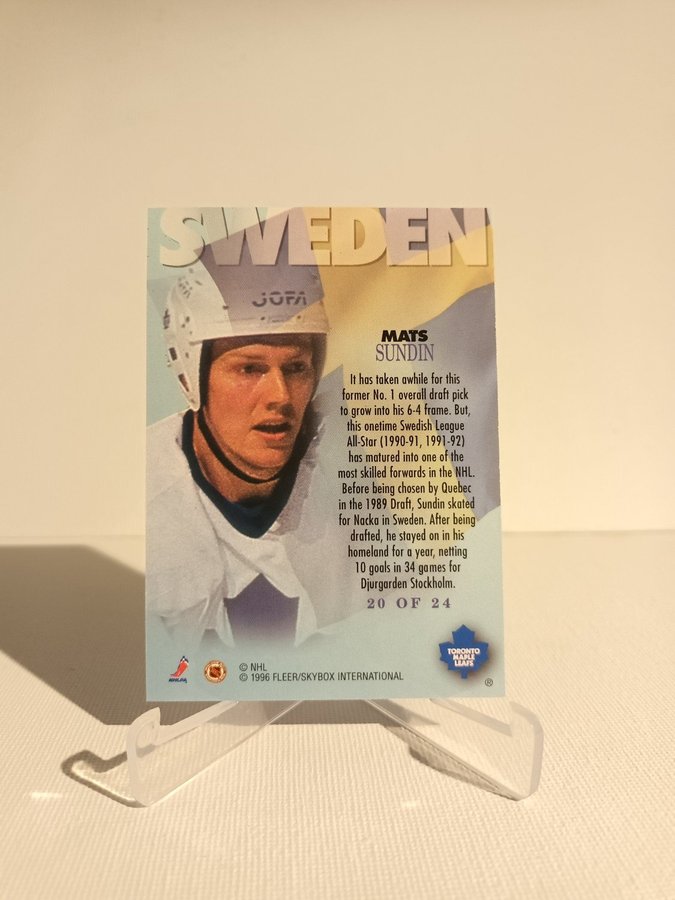 SWEDEN
JOFA
MATS
SUNDIN
It has taken awhile for this
former No. 1 overall draft pick
to grow into his 6-4 frame. But,
this onetime Swedish League
All-Star (1990-91, 1991-92)
has matured into one of the
most skilled forwards in the NHL.
Before being chosen by Quebec
in the 1989 Draft, Sundin skated
for Nacka in Sweden. After being
drafted, he stayed on in his
homeland for a year, netting
10 goals in 34 games for
Djurgarden Stockholm.
20 OF 24
TORONTO
MAPLE
LEAFS
®
NHLPA
© NHL
© 1996 FLEER/SKYBOX INTERNATIONAL